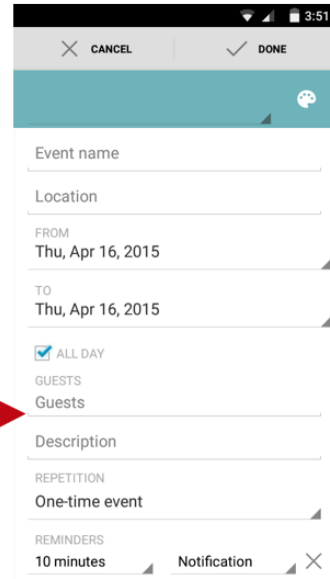 3:51
CANCEL DONE
Event name
Location
FROM
Thu, Apr 16, 2015
TO
Thu, Apr 16, 2015
ALL DAY
GUESTS
Guests
Description
REPETITION
One-time event
REMINDERS
10 minutes Notification